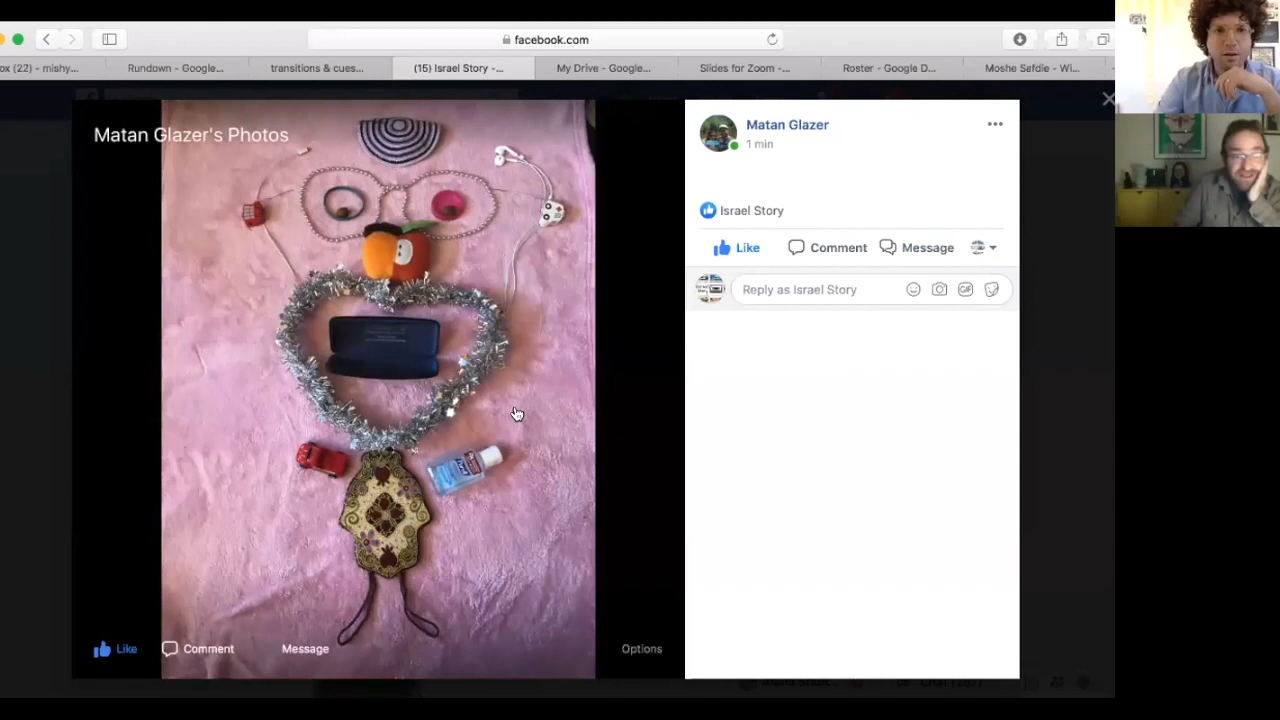 facebook.com
ox (22) - mishy...
Rundown - Google...
transitions & cues...
(15) Israel Story -...
My Drive - Google...
Slides for Zoom -...
Roster - Google D...
Moshe Safdie - Wi...
Matan Glazer's Photos
Matan Glazer
1 min
Israel Story
Like
Comment
Message
Reply as Israel Story
GIF
PURELL
Like
Comment
Message
Options